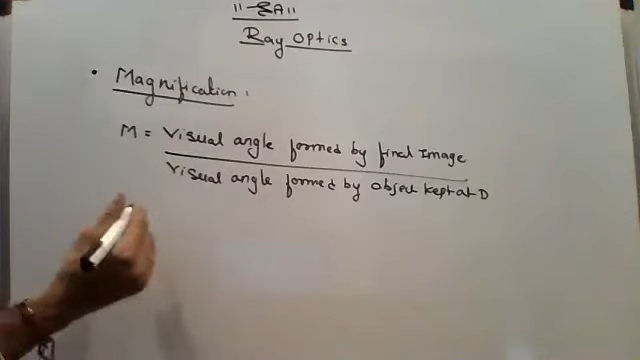 Ray Optics
• Magnification:
M = Visual angle formed by final Image
Visual angle formed by object kept at D